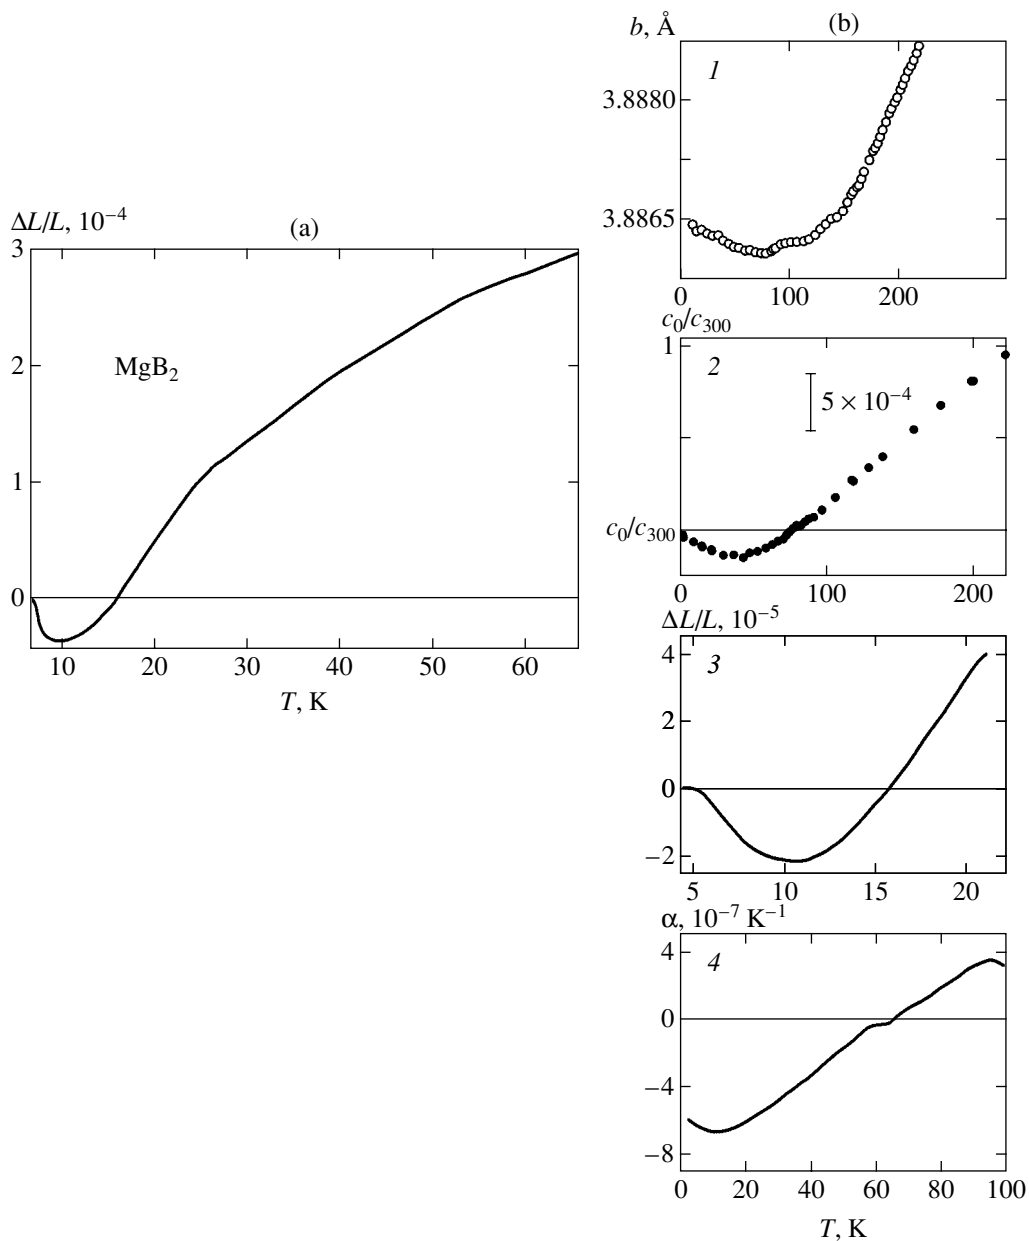 (a)
ΔL/L, 10⁻⁴
3
2
1
0
MgB₂
10 20 30 40 50 60
T, K
(b)
b, Å
1
3.8880
3.8865
0 100 200
c₀/c₃₀₀
1
2
5 × 10⁻⁴
c₀/c₃₀₀
0 100 200
ΔL/L, 10⁻⁵
4
3
2
0
−2
5 10 15 20
α, 10⁻⁷ K⁻¹
4
4
0
−4
−8
0 20 40 60 80 100
T, K